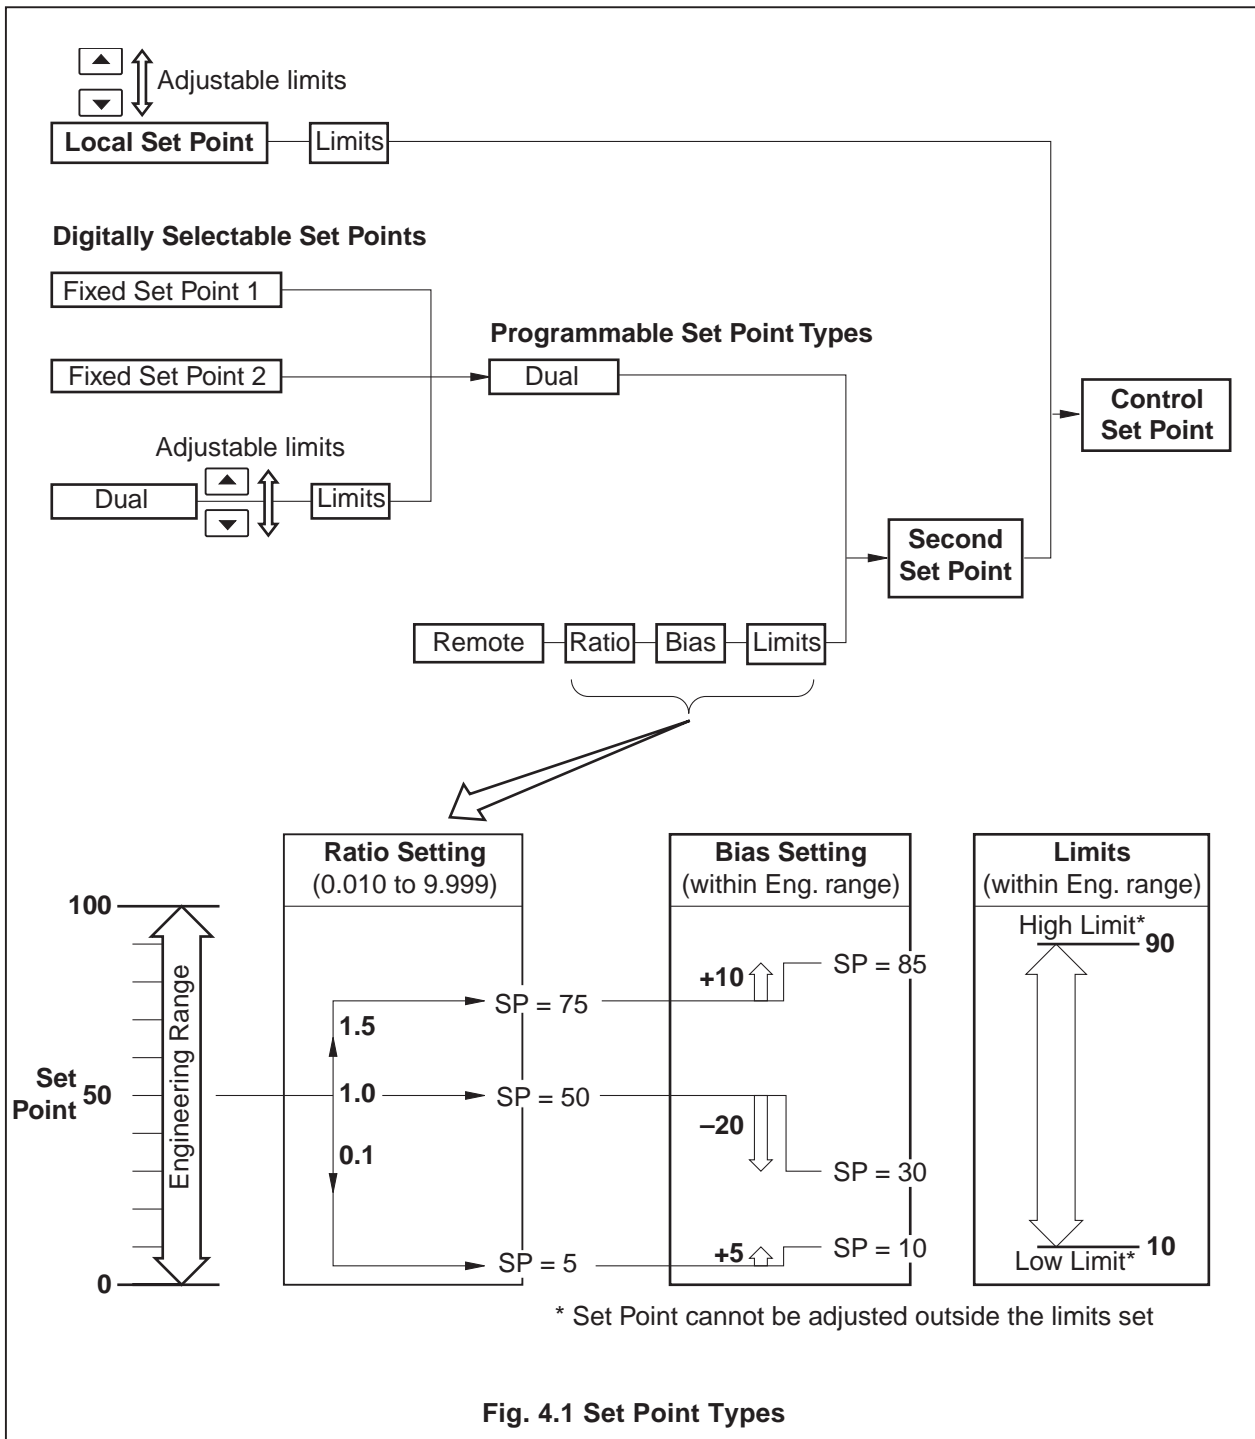 Adjustable limits
Local Set Point
Limits
Digitally Selectable Set Points
Fixed Set Point 1
Programmable Set Point Types
Fixed Set Point 2
Dual
Control
Set Point
Adjustable limits
Dual
Limits
Second
Set Point
Remote
Ratio
Bias
Limits
Ratio Setting
(0.010 to 9.999)
Bias Setting
(within Eng. range)
Limits
(within Eng. range)
100
High Limit*
90
Engineering Range
+10
SP = 85
SP = 75
1.5
Set
Point
50
1.0
SP = 50
–20
0.1
SP = 30
SP = 5
+5
SP = 10
10
Low Limit*
0
* Set Point cannot be adjusted outside the limits set
Fig. 4.1 Set Point Types